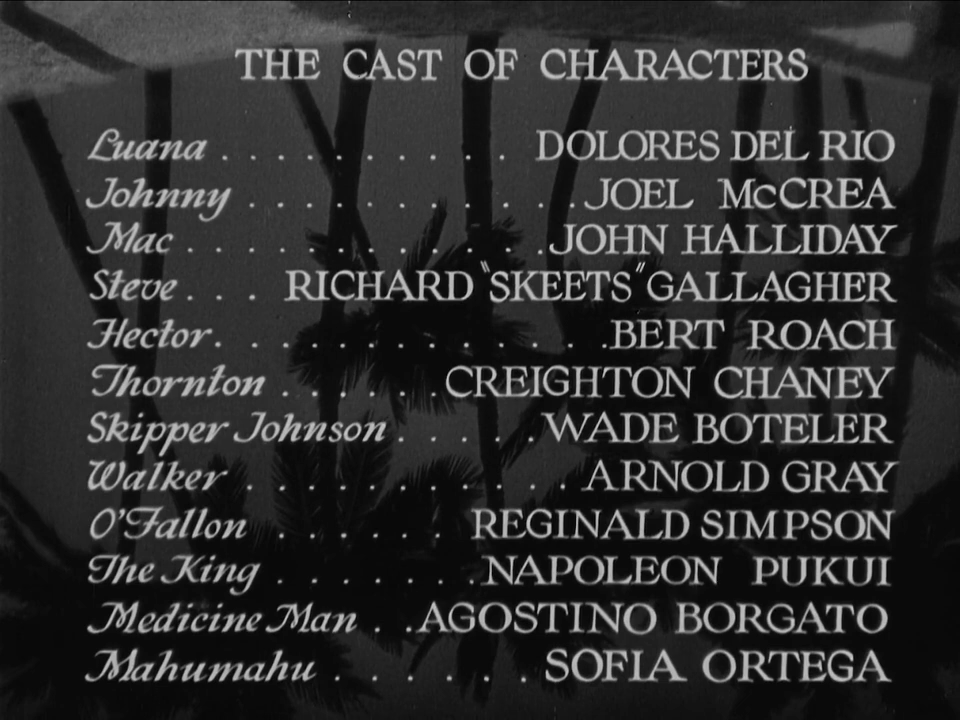 THE CAST OF CHARACTERS
Luana . . . . . . . . . . . DOLORES DEL RIO
Johnny . . . . . . . . . . . . JOEL McCREA
Mac . . . . . . . . . . . . . JOHN HALLIDAY
Steve . . . RICHARD "SKEETS" GALLAGHER
Hector . . . . . . . . . . . . . . BERT ROACH
Thornton . . . . . . CREIGHTON CHANEY
Skipper Johnson . . . . . WADE BOTELER
Walker . . . . . . . . . . . . ARNOLD GRAY
O'Fallon . . . . . . REGINALD SIMPSON
The King . . . . . . . NAPOLEON PUKUI
Medicine Man . . AGOSTINO BORGATO
Mahumahu . . . . . . . SOFIA ORTEGA